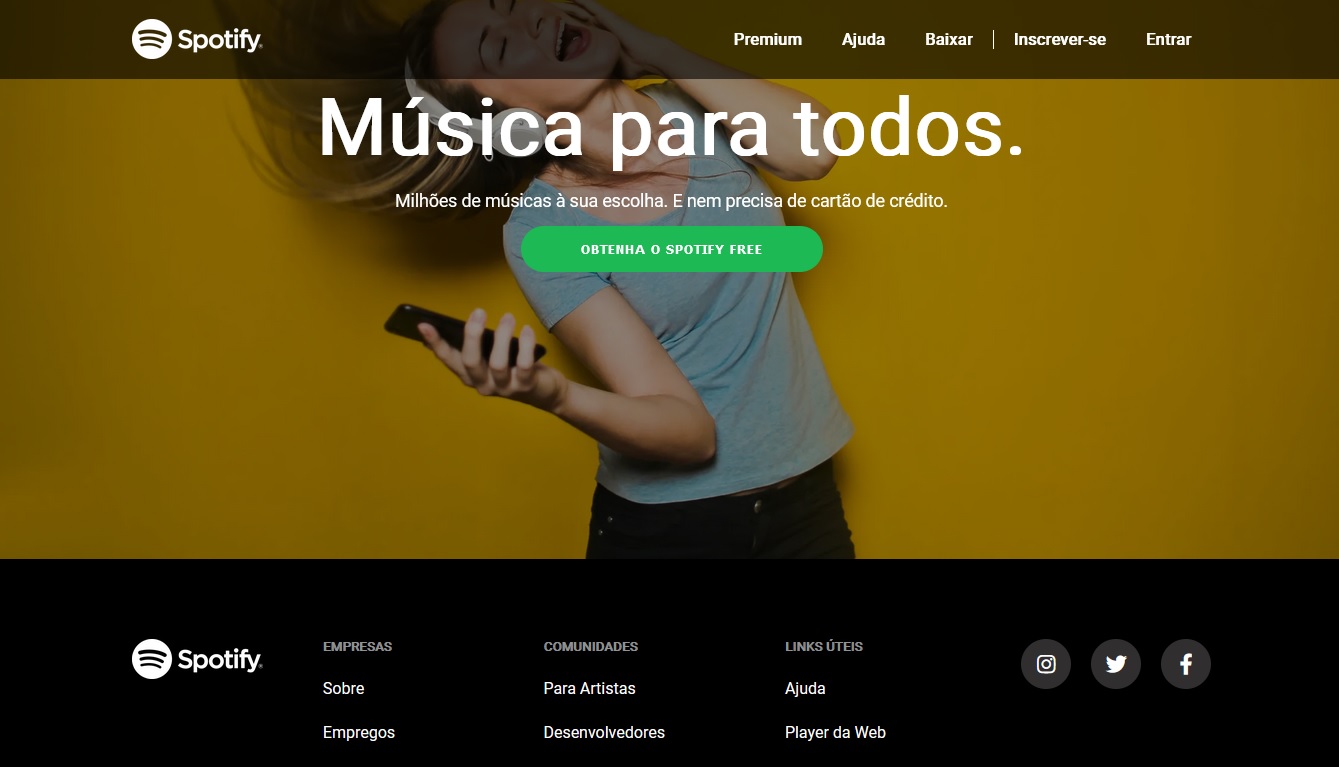 Spotify®
Premium Ajuda Baixar Inscrever-se Entrar
Música para todos.
Milhões de músicas à sua escolha. E nem precisa de cartão de crédito.
OBTENHA O SPOTIFY FREE
Spotify®
EMPRESAS
Sobre
Empregos
COMUNIDADES
Para Artistas
Desenvolvedores
LINKS ÚTEIS
Ajuda
Player da Web